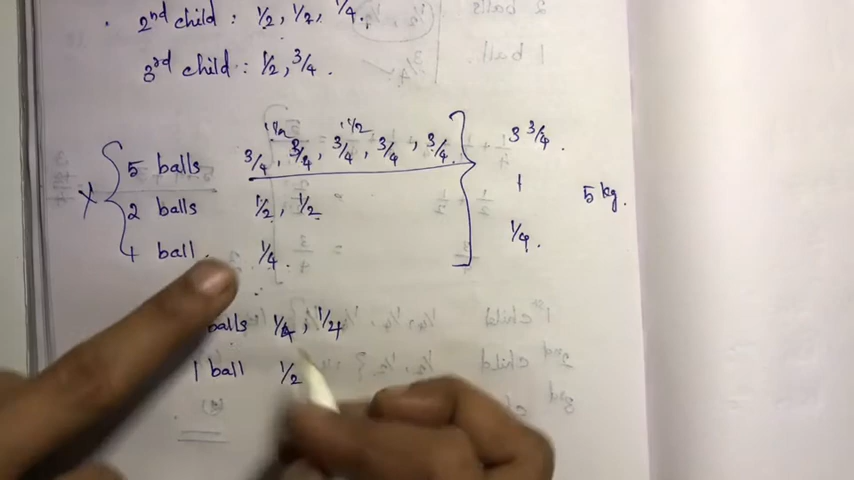 2nd child : 1/2, 1/2, 1/4.
3rd child : 1/2, 3/4.
1 1/2 1 1/2
5 balls 3/4, 3/4, 3/4, 3/4, 3/4. 3 3/4.
2 balls 1/2, 1/2 1 5 kg.
1 ball. 1/4. 1/4.
balls 1/4, 1/4
1 ball 1/2